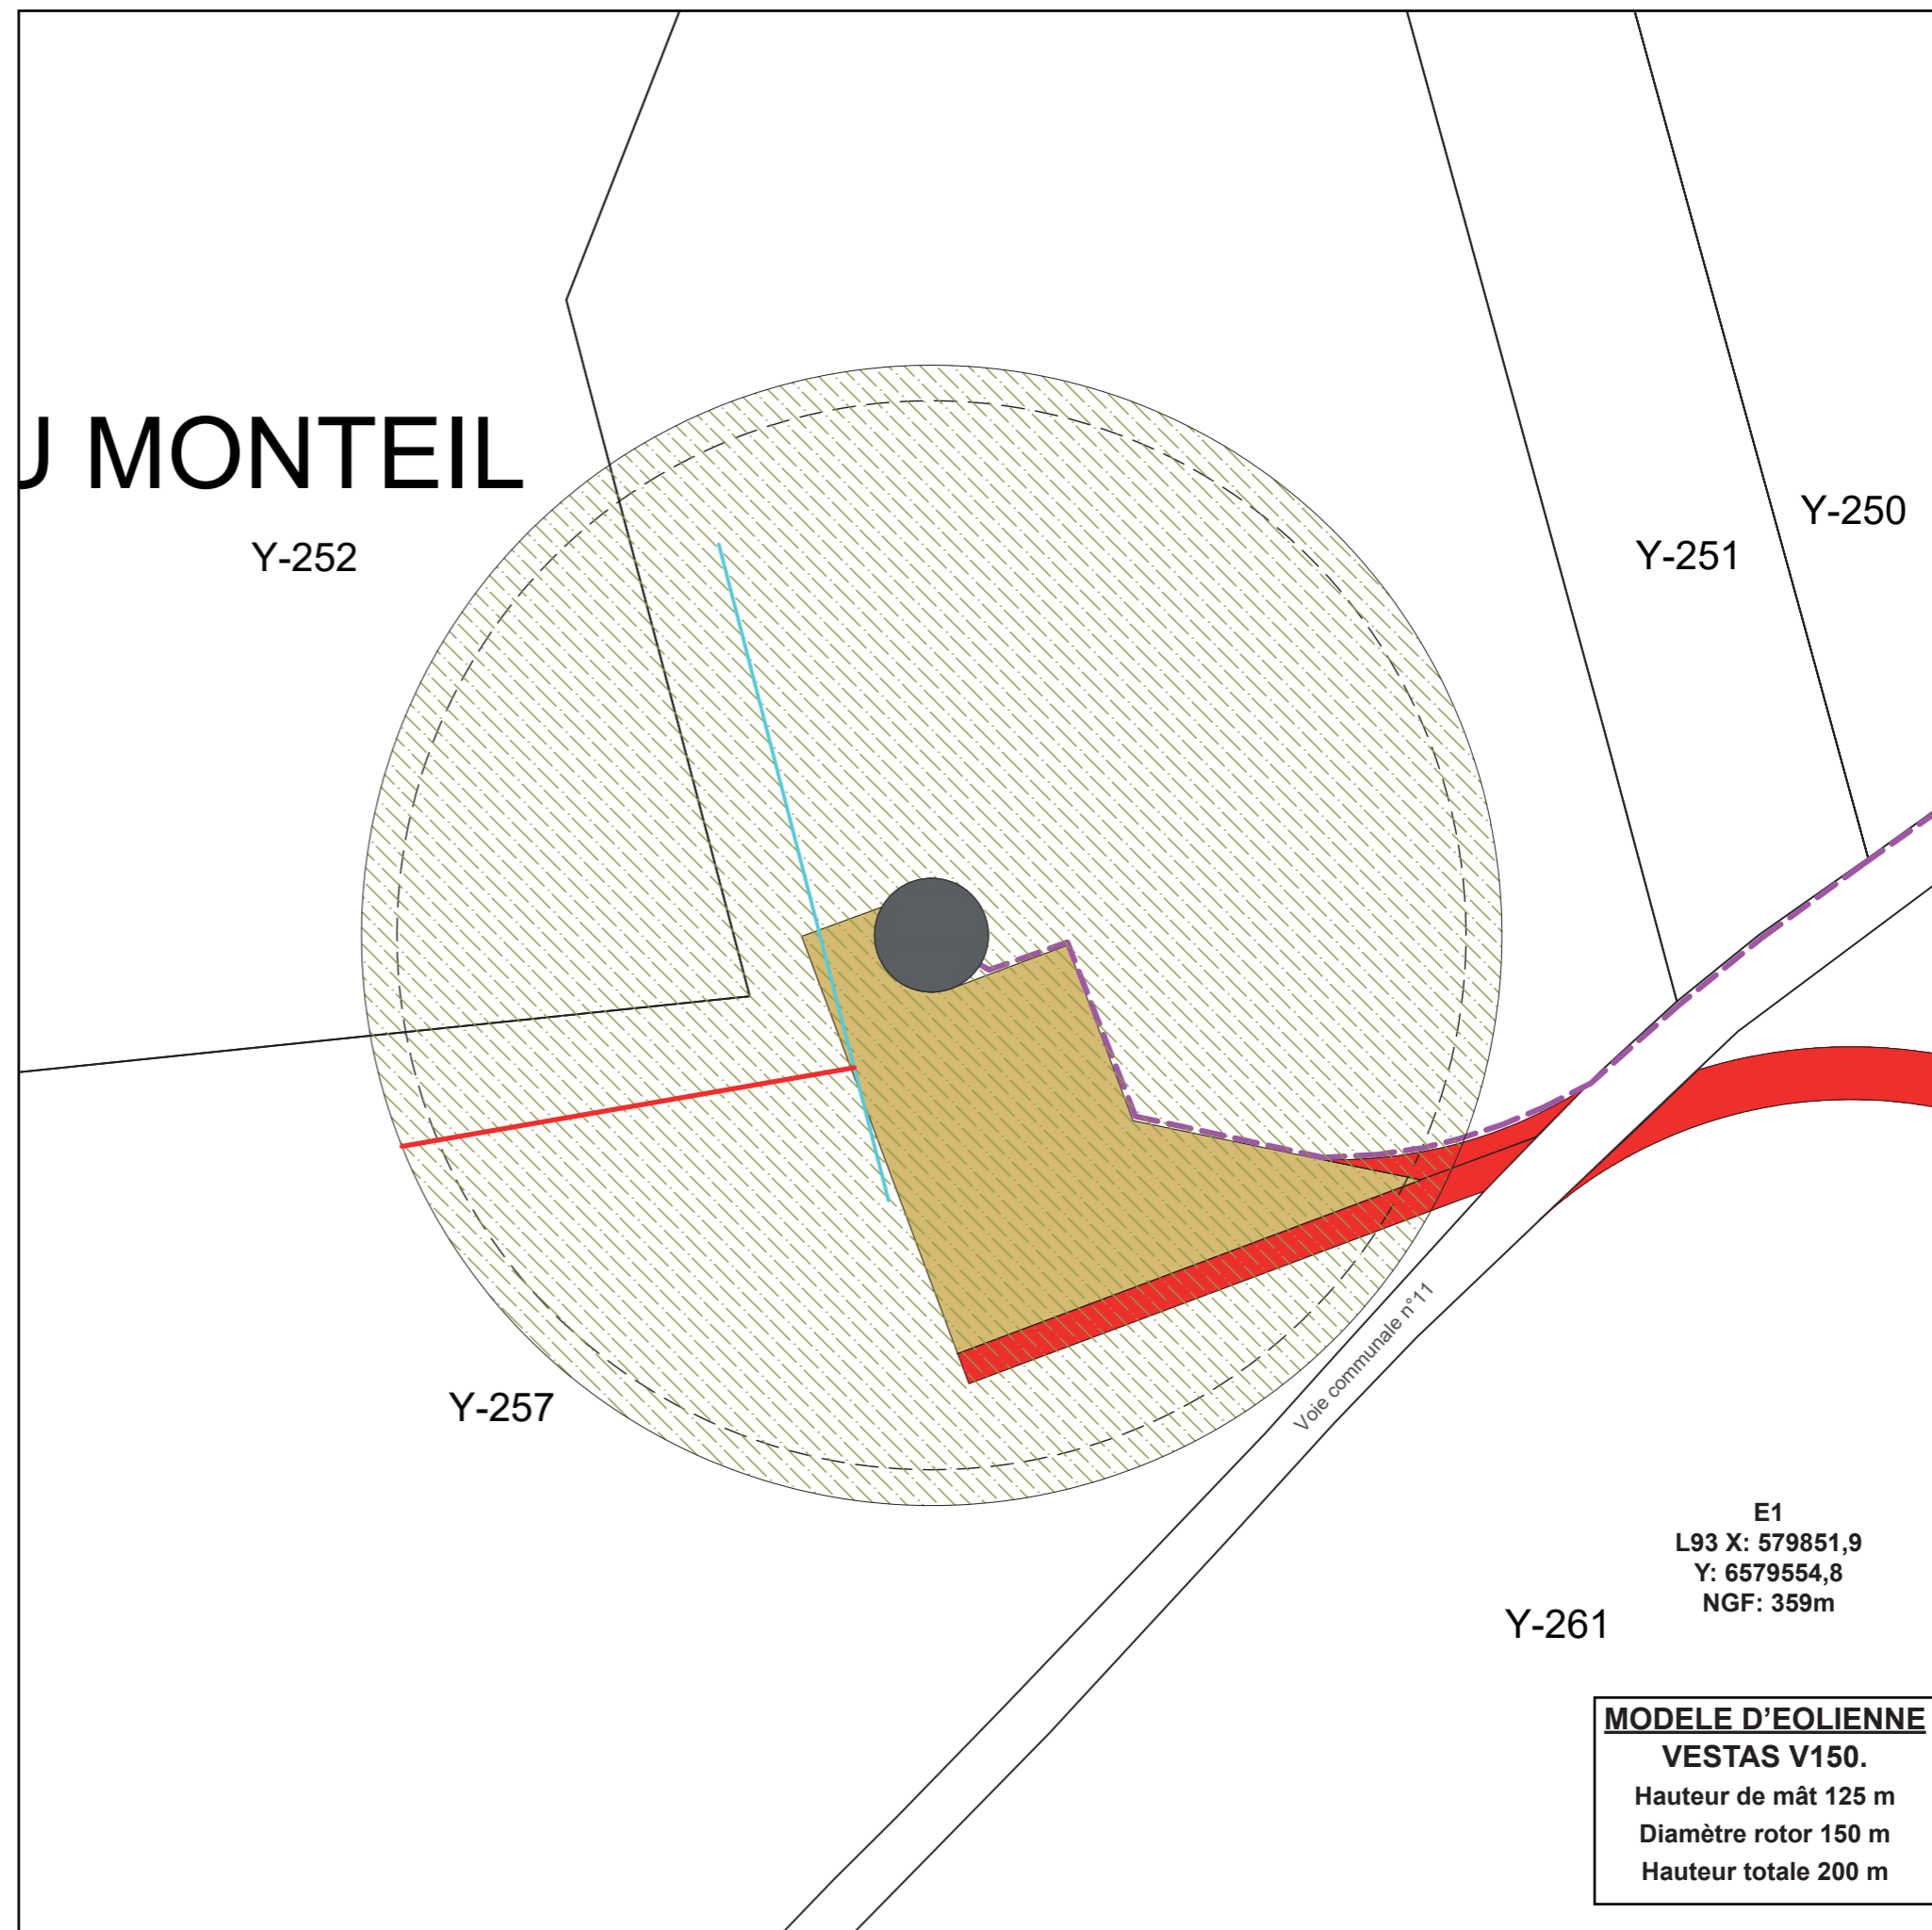 U MONTEIL
Y-252
Y-250
Y-251
Y-257
Voie communale n°11
E1
L93 X: 579851,9
Y: 6579554,8
NGF: 359m
Y-261
MODELE D'EOLIENNE
VESTAS V150.
Hauteur de mât 125 m
Diamètre rotor 150 m
Hauteur totale 200 m